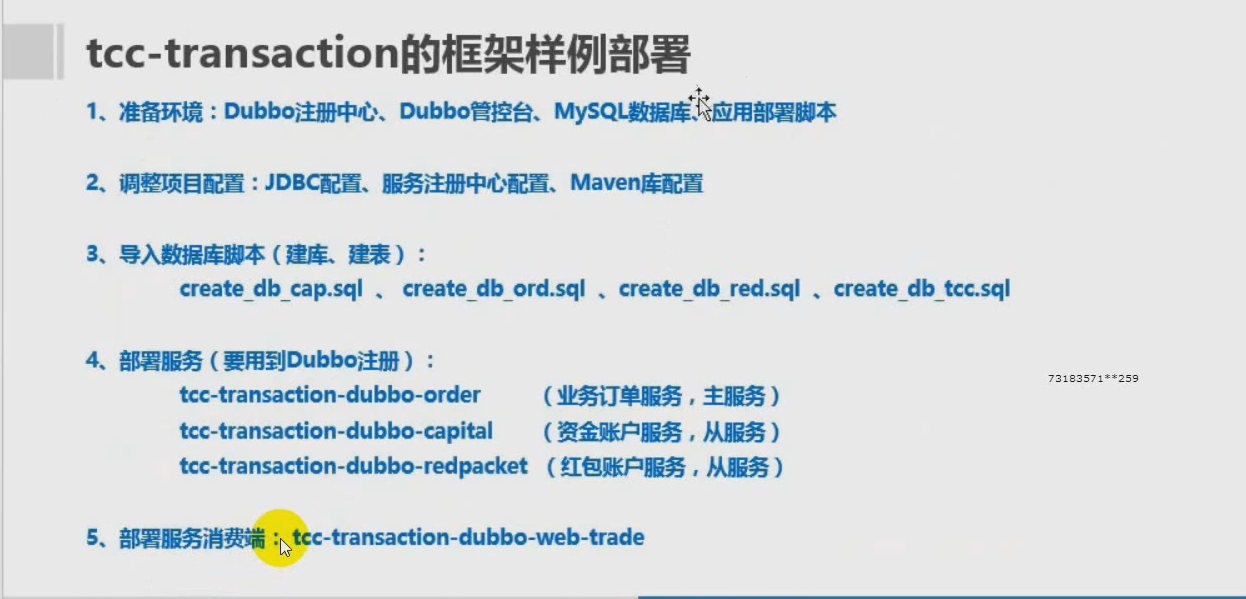 tcc-transaction的框架样例部署
1、准备环境：Dubbo注册中心、Dubbo管控台、MySQL数据库、应用部署脚本
2、调整项目配置：JDBC配置、服务注册中心配置、Maven库配置
3、导入数据库脚本（建库、建表）：
create_db_cap.sql 、 create_db_ord.sql 、create_db_red.sql 、create_db_tcc.sql
4、部署服务（要用到Dubbo注册）：
tcc-transaction-dubbo-order （业务订单服务，主服务）
73183571**259
tcc-transaction-dubbo-capital （资金账户服务，从服务）
tcc-transaction-dubbo-redpacket （红包账户服务，从服务）
5、部署服务消费端：tcc-transaction-dubbo-web-trade